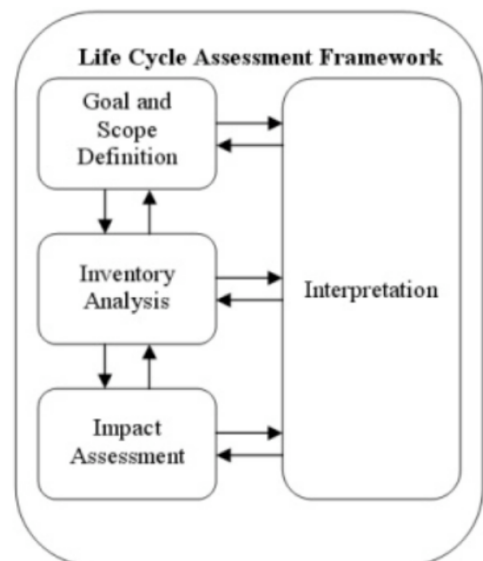 Life Cycle Assessment Framework
Goal and
Scope
Definition
Inventory
Analysis
Interpretation
Impact
Assessment